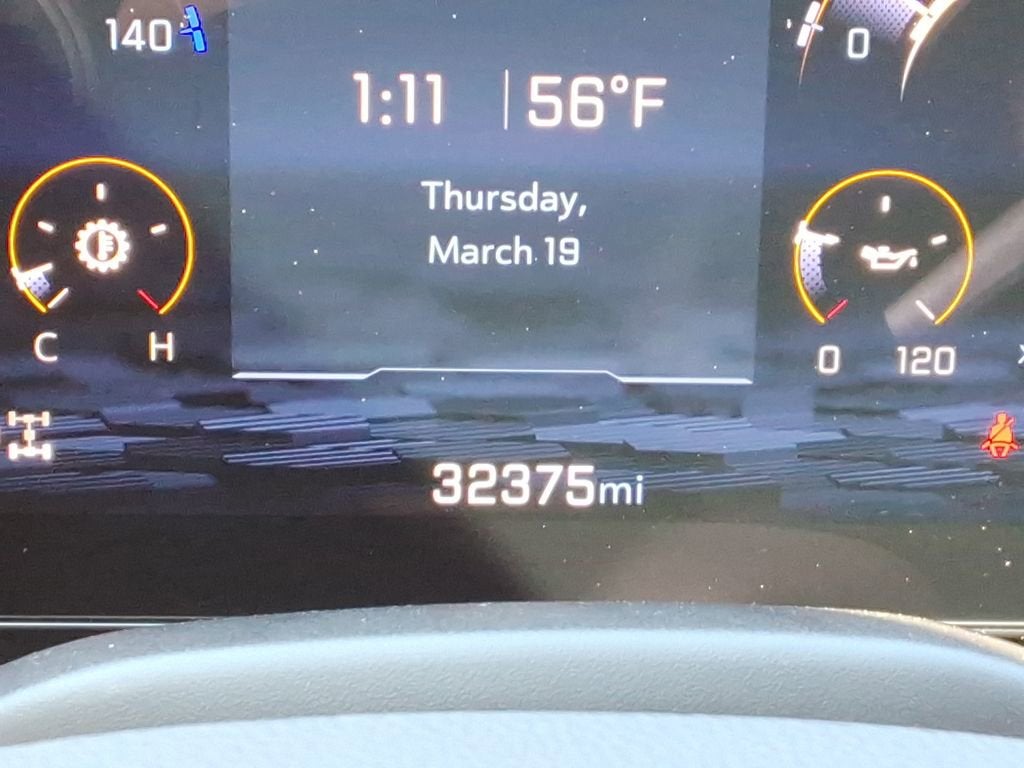 140
0
1:11 56°F
Thursday,
March 19
C H
0 120
32375mi